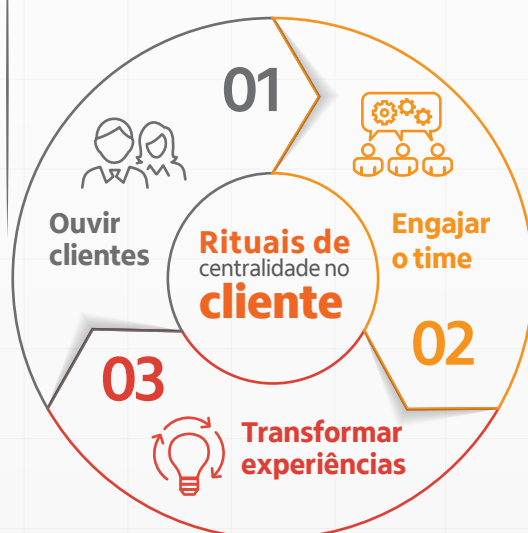 Rituais de
centralidade no
cliente
01
Ouvir
clientes
Engajar
o time
02
03
Transformar
experiências